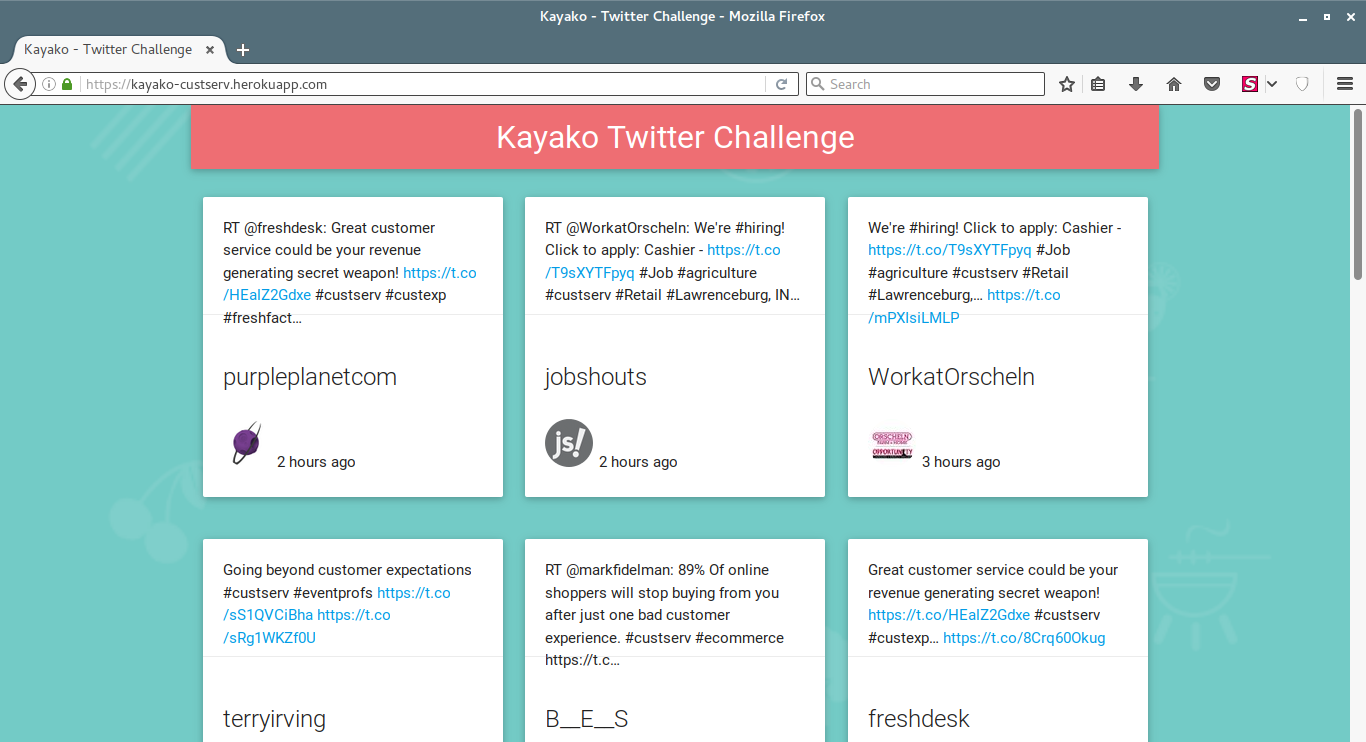 Kayako - Twitter Challenge - Mozilla Firefox
Kayako - Twitter Challenge
https://kayako-custserv.herokuapp.com
Search
S
Kayako Twitter Challenge
RT @freshdesk: Great customer
service could be your revenue
generating secret weapon! https://t.co
/HEaIZ2Gdxe #custserv #custexp
#freshfact…
purpleplanetcom
2 hours ago
RT @WorkatOrscheln: We're #hiring!
Click to apply: Cashier - https://t.co
/T9sXYTFpyq #Job #agriculture
#custserv #Retail #Lawrenceburg, IN…
jobshouts
js!
2 hours ago
We're #hiring! Click to apply: Cashier -
https://t.co/T9sXYTFpyq #Job
#agriculture #custserv #Retail
#Lawrenceburg,… https://t.co
/mPXIsiLMLP
WorkatOrscheln
ORSCHELN
FARM & HOME
OPPORTUNITY
3 hours ago
Going beyond customer expectations
#custserv #eventprofs https://t.co
/sS1QVCiBha https://t.co
/sRg1WKZf0U
terryirving
RT @markfidelman: 89% Of online
shoppers will stop buying from you
after just one bad customer
experience. #custserv #ecommerce
https://t.c…
B__E__S
Great customer service could be your
revenue generating secret weapon!
https://t.co/HEaIZ2Gdxe #custserv
#custexp… https://t.co/8Crq60Okug
freshdesk